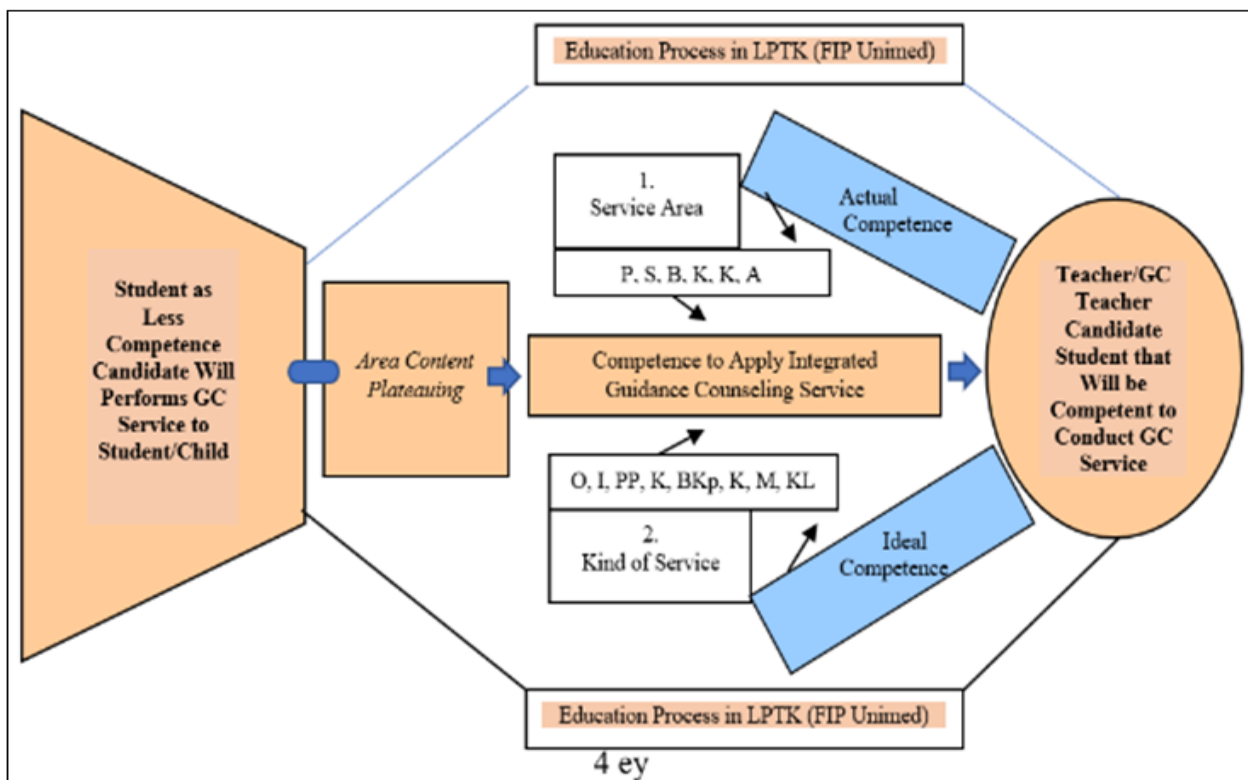 Education Process in LPTK (FIP Unimed)
1.
Service Area
Actual
Competence
P, S, B, K, K, A
Student as
Less
Competence
Candidate Will
Performs GC
Service to
Student/Child
Area Content
Plateauing
Competence to Apply Integrated
Guidance Counseling Service
Teacher/GC
Teacher
Candidate
Student that
Will be
Competent to
Conduct GC
Service
O, I, PP, K, BKp, K, M, KL
2.
Kind of Service
Ideal
Competence
Education Process in LPTK (FIP Unimed)
4 ey